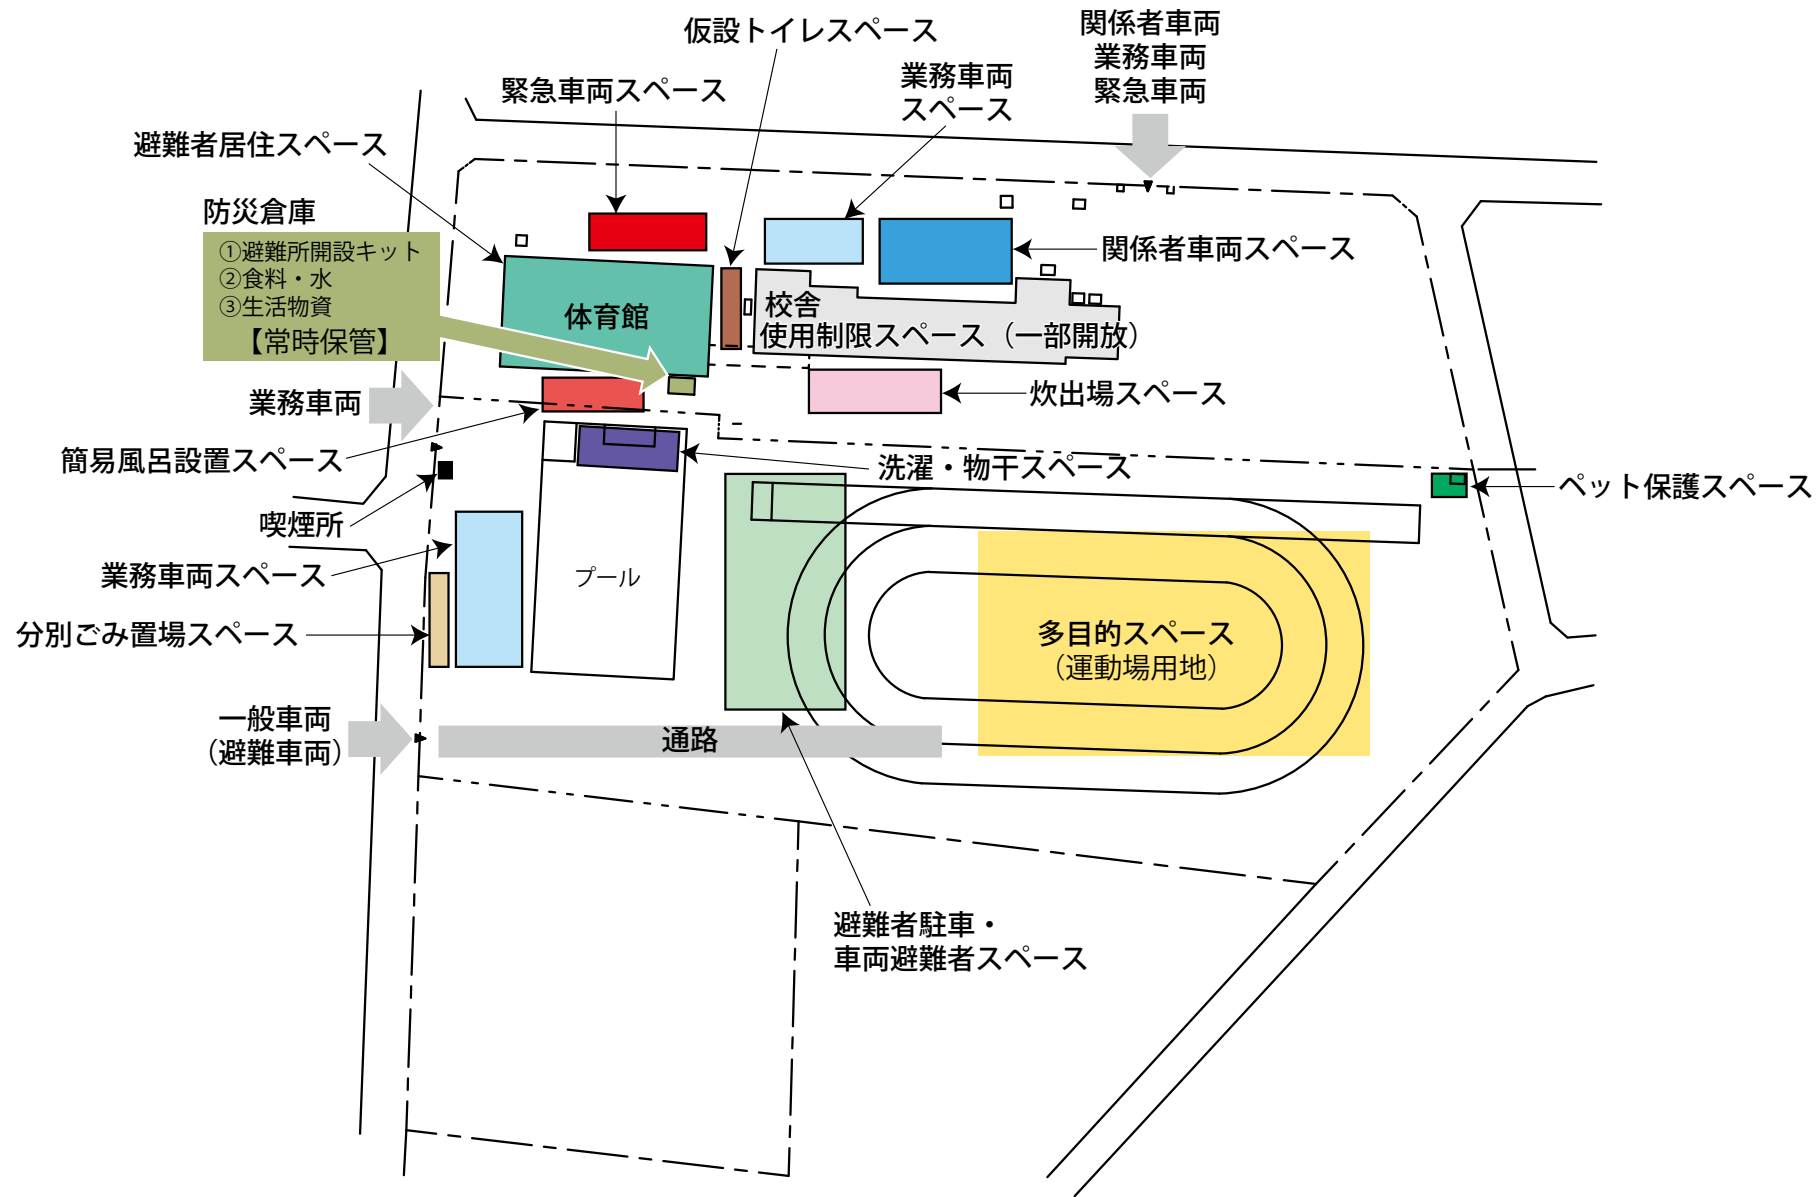 仮設トイレスペース
関係者車両
業務車両
緊急車両
緊急車両スペース
業務車両
スペース
避難者居住スペース
防災倉庫
①避難所開設キット
②食料・水
③生活物資
【常時保管】
関係者車両スペース
体育館
校舎
使用制限スペース（一部開放）
業務車両
炊出場スペース
簡易風呂設置スペース
洗濯・物干スペース
ペット保護スペース
喫煙所
業務車両スペース
プール
分別ごみ置場スペース
多目的スペース
（運動場用地）
一般車両
（避難車両）
通路
避難者駐車・
車両避難者スペース